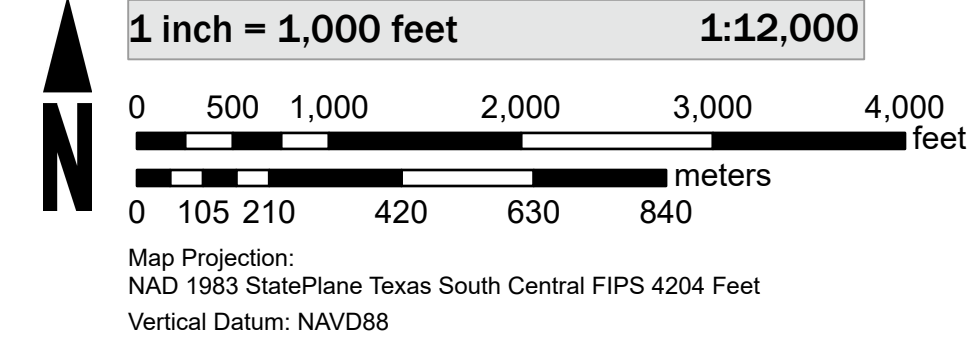 1 inch = 1,000 feet 1:12,000
N
0 500 1,000 2,000 3,000 4,000
feet
meters
0 105 210 420 630 840
Map Projection:
NAD 1983 StatePlane Texas South Central FIPS 4204 Feet
Vertical Datum: NAVD88